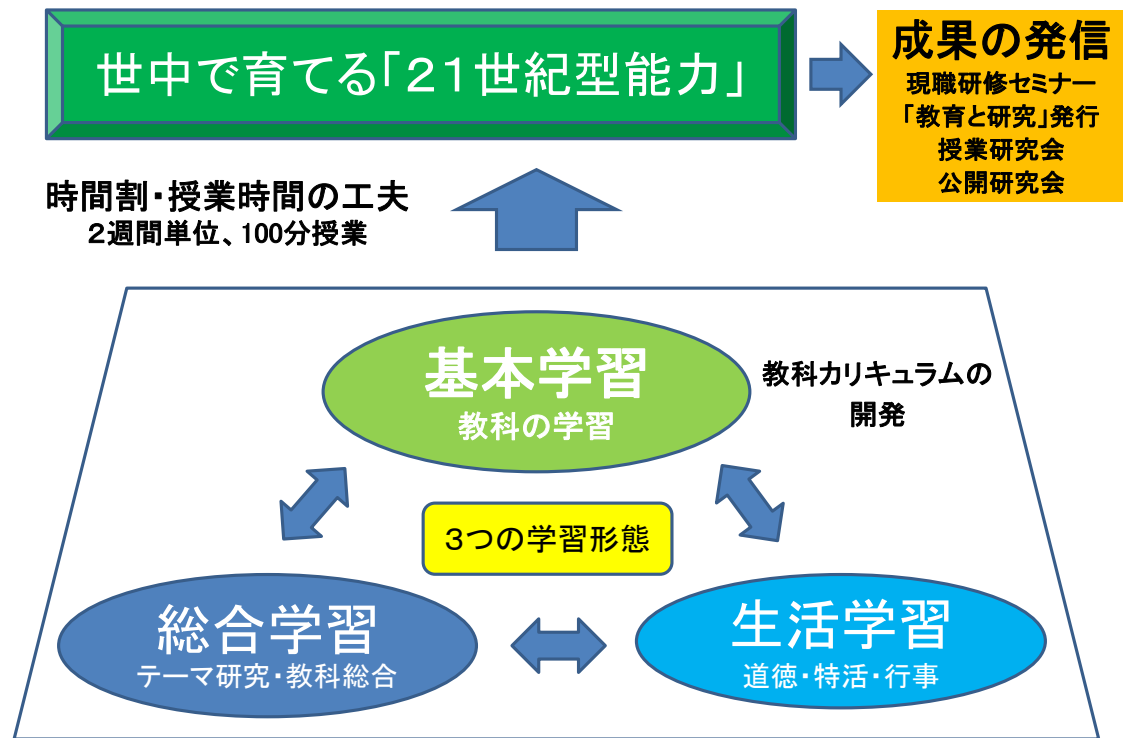 世中で育てる「２１世紀型能力」
成果の発信
現職研修セミナー
「教育と研究」発行
授業研究会
公開研究会
時間割・授業時間の工夫
２週間単位、100分授業
基本学習
教科の学習
教科カリキュラムの
開発
３つの学習形態
総合学習
テーマ研究・教科総合
生活学習
道徳・特活・行事